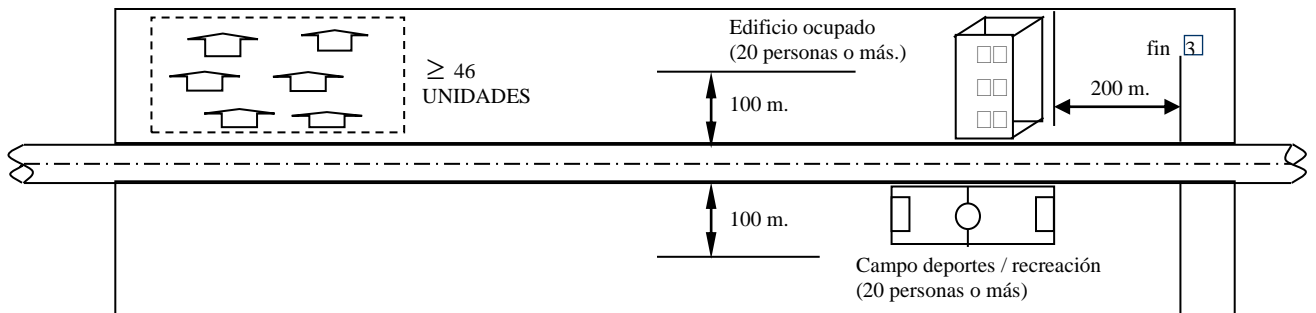 Edificio ocupado
(20 personas o más.)
fin 3
≥ 46
UNIDADES
200 m.
100 m.
100 m.
Campo deportes / recreación
(20 personas o más)